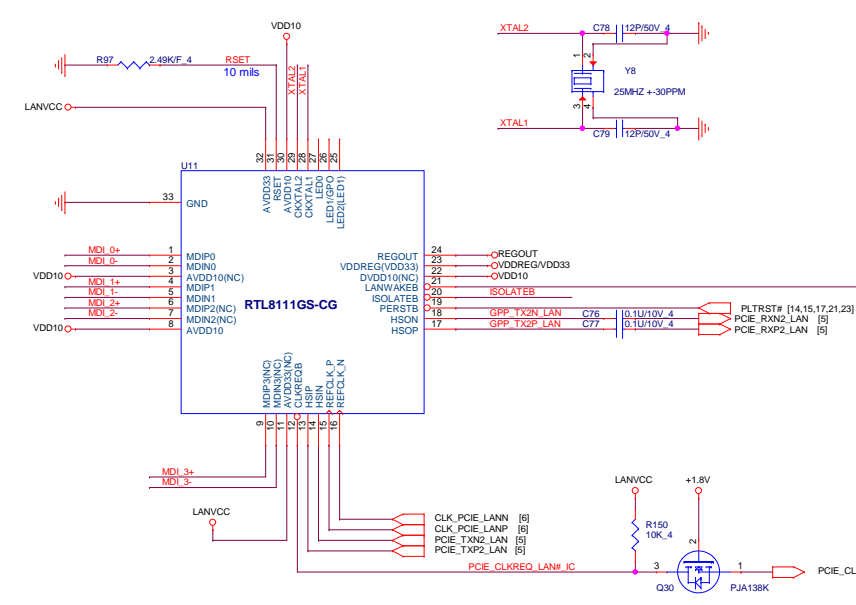 VDD10
XTAL2
C78
12P/50V_4
R97
2.49K/F_4
RSET
10 mils
XTAL2
XTAL1
1
2
Y8
25MHZ +-30PPM
3
4
LANVCC
XTAL1
C79
12P/50V_4
32
31
30
29
28
27
26
25
U11
AVDD33
RSET
AVDD10
CKXTAL2
CKXTAL1
LED0
LED1/GPO
LED2(LED1)
33
GND
MDI_0+
1
MDIP0
MDI_0-
2
MDIN0
VDD10
3
AVDD10(NC)
MDI_1+
4
MDIP1
MDI_1-
5
MDIN1
MDI_2+
6
MDIP2(NC)
MDI_2-
7
MDIN2(NC)
VDD10
8
AVDD10
RTL8111GS-CG
REGOUT
24
REGOUT
VDDREG(VDD33)
23
VDDREG/VDD33
DVDD10(NC)
22
VDD10
LANWAKEB
21
ISOLATEB
20
ISOLATEB
PERSTB
19
PLTRST# [14,15,17,21,23]
HSON
18
GPP_TX2N_LAN
C76
0.1U/10V_4
PCIE_RXN2_LAN [5]
HSOP
17
GPP_TX2P_LAN
C77
0.1U/10V_4
PCIE_RXP2_LAN [5]
MDIP3(NC)
MDIN3(NC)
AVDD33(NC)
CLKREQB
HSIP
HSIN
REFCLK_P
REFCLK_N
9
10
11
12
13
14
15
16
MDI_3+
MDI_3-
LANVCC
CLK_PCIE_LANN [6]
CLK_PCIE_LANP [6]
PCIE_TXN2_LAN [5]
PCIE_TXP2_LAN [5]
LANVCC
+1.8V
R150
10K_4
2
PCIE_CLKREQ_LAN#_IC
3
1
PCIE_CL
Q30
PJA138K